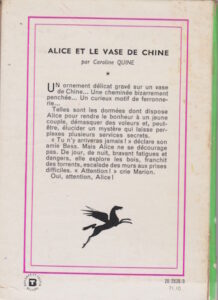 ALICE ET LE VASE DE CHINE
par Caroline QUINE
*
UN ornement délicat gravé sur un vase
de Chine... Une cheminée bizarrement
penchée... Un curieux motif de ferronne-
rie...
Telles sont les données dont dispose
Alice pour rendre le bonheur à un jeune
couple, démasquer des voleurs et, peut-
être, élucider un mystère qui laisse per-
plexes plusieurs services secrets.
« Tu n'y arriveras jamais ! » déclare son
amie Bess. Mais Alice ne se décourage
pas. De jour, de nuit, bravant fatigues et
dangers, elle explore les bois, franchit
des torrents, escalade des murs aux prises
difficiles. « Attention ! » crie Marion.
Oui, attention, Alice !